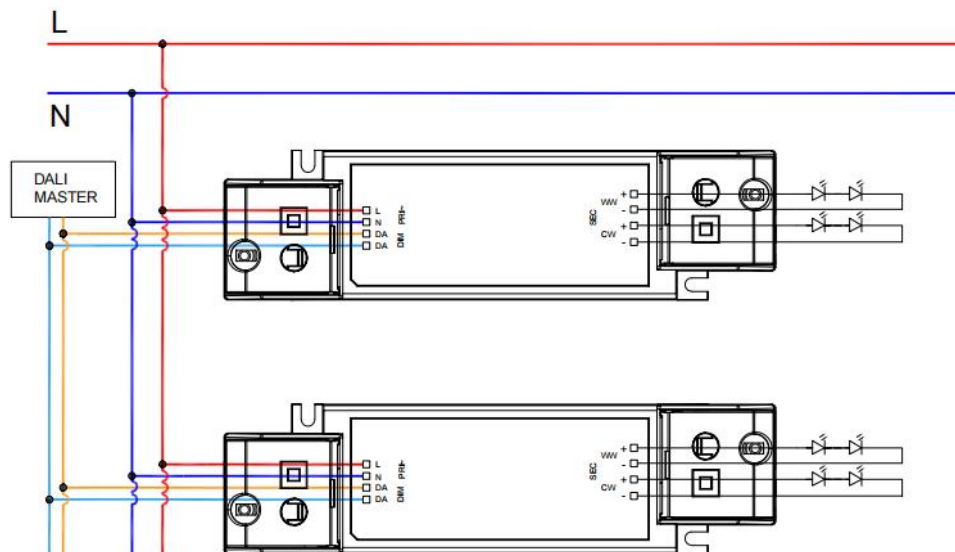 L
N
DALI
MASTER
L
N
DA
DA
PRI
DIM
SEC
WW
CW
+
-
+
-
L
N
DA
DA
PRI
DIM
SEC
WW
CW
+
-
+
-